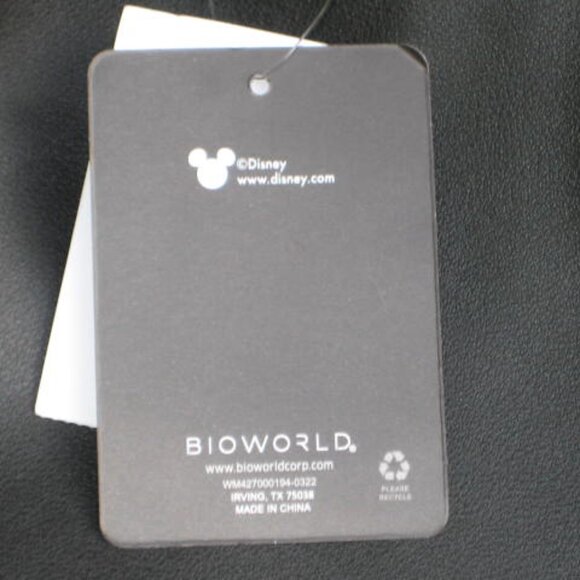 ©Disney
www.disney.com
BIOWORLD®
www.bioworldcorp.com
WM427000194-0322
IRVING, TX 75038
MADE IN CHINA
PLEASE
RECYCLE